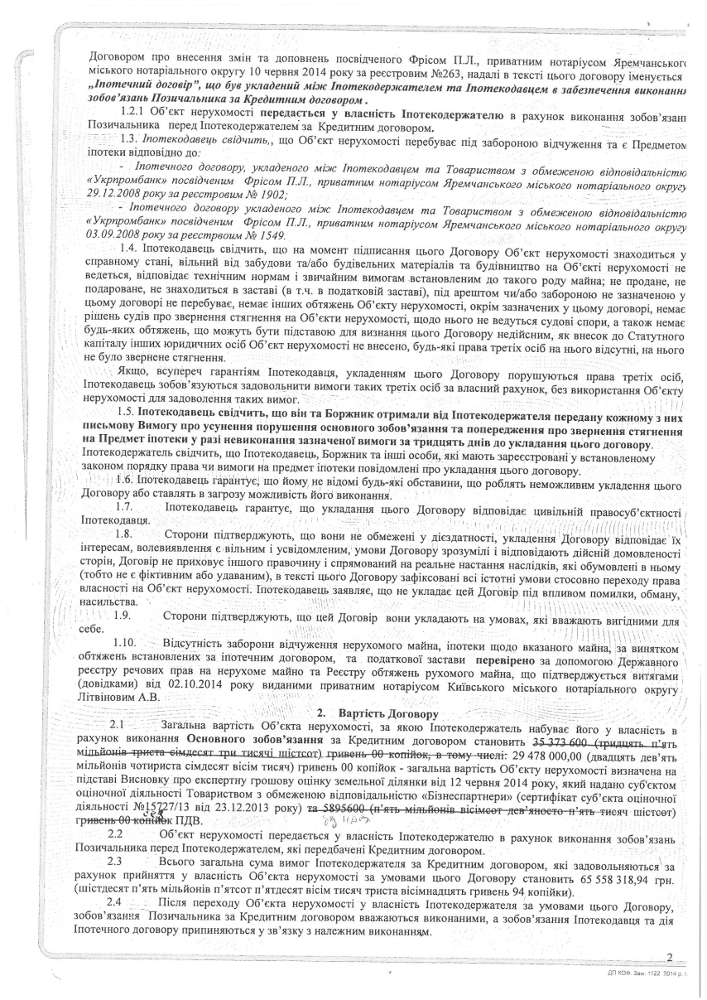 Договором про внесення змін та доповнень посвідченого Фрісом П.Л., приватним нотаріусом Яремчанського
міського нотаріального округу 10 червня 2014 року за реєстровим №263, надалі в тексті цього договору іменується
„Іпотечний договір”, що був укладений між Іпотекодержателем та Іпотекодавцем в забезпечення виконання
зобов’язань Позичальника за Кредитним договором .
1.2.1 Об’єкт нерухомості передається у власність Іпотекодержателю в рахунок виконання зобов’язань
Позичальника перед Іпотекодержателем за Кредитним договором.
1.3. Іпотекодавець свідчить,, що Об’єкт нерухомості перебуває під забороною відчуження та є Предметом
іпотеки відповідно до:
- Іпотечного договору, укладеного між Іпотекодавцем та Товариством з обмеженою відповідальністю
«Укрпромбанк» посвідченим Фрісом П.Л., приватним нотаріусом Яремчанського міського нотаріального округу
29.12.2008 року за реєстровим № 1902;
- Іпотечного договору укладеного між Іпотекодавцем та Товариством з обмеженою відповідальністю
«Укрпромбанк» посвідченим Фрісом П.Л., приватним нотаріусом Яремчанського міського нотаріального округу
03.09.2008 року за реєстрвоим № 1549.
1.4. Іпотекодавець свідчить, що на момент підписання цього Договору Об’єкт нерухомості знаходиться у
справному стані, вільний від забудови та/або будівельних матеріалів та будівництво на Об’єкті нерухомості не
ведеться, відповідає технічним нормам і звичайним вимогам встановленим до такого роду майна; не продане, не
подароване, не знаходиться в заставі (в т.ч. в податковій заставі), під арештом чи/або забороною не зазначеною у
цьому договорі не перебуває, немає інших обтяжень Об’єкту нерухомості, окрім зазначених у цьому договорі, немає
рішень судів про звернення стягнення на Об’єкти нерухомості, щодо нього не ведуться судові спори, а також немає
будь-яких обтяжень, що можуть бути підставою для визнання цього Договору недійсним, як внесок до Статутного
капіталу інших юридичних осіб Об’єкт нерухомості не внесено, будь-які права третіх осіб на нього відсутні, на нього
не було звернене стягнення.
Якщо, всупереч гарантіям Іпотекодавця, укладенням цього Договору порушуються права третіх осіб,
Іпотекодавець зобов’язуються задовольнити вимоги таких третіх осіб за власний рахунок, без використання Об’єкту
нерухомості для задоволення таких вимог.
1.5. Іпотекодавець свідчить, що він та Боржник отримали від Іпотекодержателя передану кожному з них
письмову Вимогу про усунення порушення основного зобов’язання та попередження про звернення стягнення
на Предмет іпотеки у разі невиконання зазначеної вимоги за тридцять днів до укладання цього договору.
Іпотекодержатель свідчить, що Іпотекодавець, Боржник та інші особи, які мають зареєстровані у встановленому
законом порядку права чи вимоги на предмет іпотеки повідомлені про укладання цього договору.
1.6. Іпотекодавець гарантує, що йому не відомі будь-які обставини, що роблять неможливим укладення цього
Договору або ставлять в загрозу можливість його виконання.
1.7. Іпотекодавець гарантує, що укладання цього Договору відповідає цивільній правосуб’єктності
Іпотекодавця.
1.8. Сторони підтверджують, що вони не обмежені у дієздатності, укладення Договору відповідає їх
інтересам, волевиявлення є вільним і усвідомленим, умови Договору зрозумілі і відповідають дійсній домовленості
сторін, Договір не приховує іншого правочину і спрямований на реальне настання наслідків, які обумовлені в ньому
(тобто не є фіктивним або удаваним), в тексті цього Договору зафіксовані всі істотні умови стосовно переходу права
власності на Об’єкт нерухомості. Іпотекодавець заявляє, що не укладає цей Договір під впливом помилки, обману,
насильства.
1.9. Сторони підтверджують, що цей Договір вони укладають на умовах, які вважають вигідними для
себе.
1.10. Відсутність заборони відчуження нерухомого майна, іпотеки щодо вказаного майна, за винятком
обтяжень встановлених за іпотечним договором, та податкової застави перевірено за допомогою Державного
реєстру речових прав на нерухоме майно та Реєстру обтяжень рухомого майна, що підтверджується витягами
(довідками) від 02.10.2014 року виданими приватним нотаріусом Київського міського нотаріального округу
Літвіновим А.В.
2. Вартість Договору
2.1 Загальна вартість Об’єкта нерухомості, за якою Іпотекодержатель набуває його у власність в
рахунок виконання Основного зобов’язання за Кредитним договором становить 35 373 600 (тридцять п’ять
мільйонів триста сімдесят три тисячі шістсот) гривень 00 копійок, в тому числі: 29 478 000,00 (двадцять дев’ять
мільйони чотириста сімдесят вісім тисяч) гривень 00 копійок - загальна вартість Об’єкту нерухомості визначена на
підставі Висновку про експертну грошову оцінку земельної ділянки від 12 червня 2014 року, який надано суб'єктом
оціночної діяльності Товариством з обмеженою відповідальністю «Бізнеспартнери» (сертифікат суб’єкта оціночної
діяльності №15727/13 від 23.12.2013 року) та 5895600 (п’ять мільйонів вісімсот дев’яносто п’ять тисяч шістсот)
гривень 00 копійок ПДВ. без ПДВ.
2.2 Об’єкт нерухомості передається у власність Іпотекодержателю в рахунок виконання зобов’язань
Позичальника перед Іпотекодержателем, які передбачені Кредитним договором.
2.3 Всього загальна сума вимог Іпотекодержателя за Кредитним договором, які задовольняються за
рахунок прийняття у власність Об’єкта нерухомості за умовами цього Договору становить 65 558 318,94 грн.
(шістдесят п’ять мільйонів п’ятсот п’ятдесят вісім тисяч триста вісімнадцять гривень 94 копійки).
2.4 Після переходу Об’єкта нерухомості у власність Іпотекодержателя за умовами цього Договору,
зобов’язання Позичальника за Кредитним договором вважаються виконаними, а зобов’язання Іпотекодавця та дія
Іпотечного договору припиняються у зв’язку з належним виконанням.
2
ДП КОФ. Зам. 1122 2014 р.